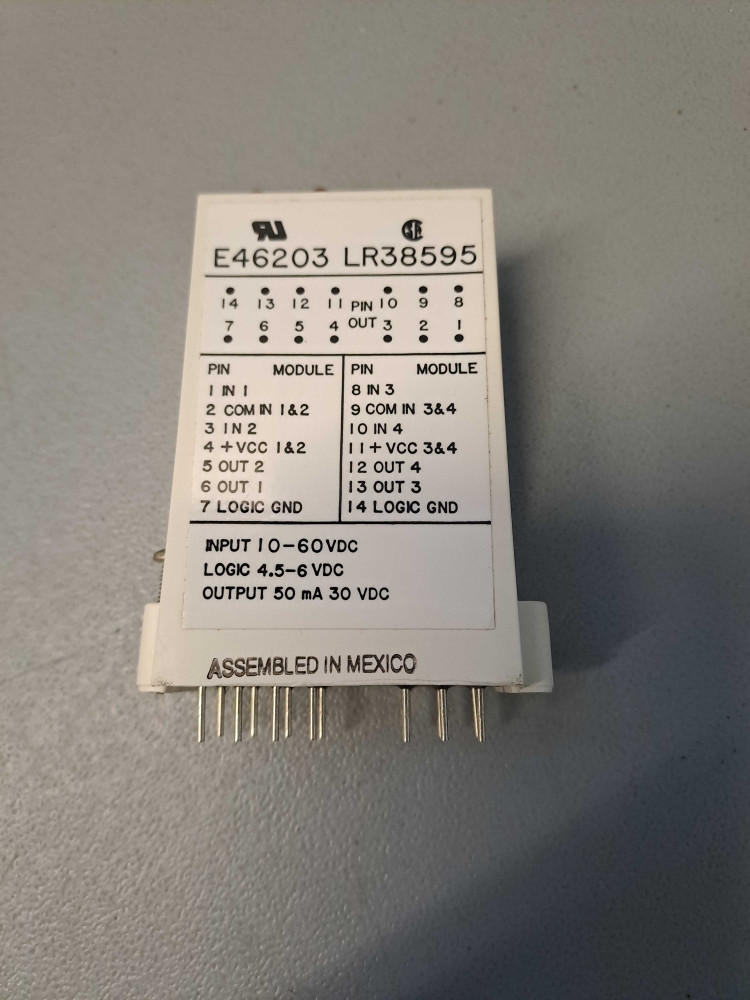 E46203 LR38595
14 13 12 11 PIN 10 9 8
7 6 5 4 OUT 3 2 1
PIN MODULE
1 IN 1
2 COM IN 1&2
3 IN 2
4 +VCC 1&2
5 OUT 2
6 OUT 1
7 LOGIC GND
PIN MODULE
8 IN 3
9 COM IN 3&4
10 IN 4
11 + VCC 3&4
12 OUT 4
13 OUT 3
14 LOGIC GND
INPUT 10-60VDC
LOGIC 4.5-6 VDC
OUTPUT 50 mA 30 VDC
ASSEMBLED IN MEXICO